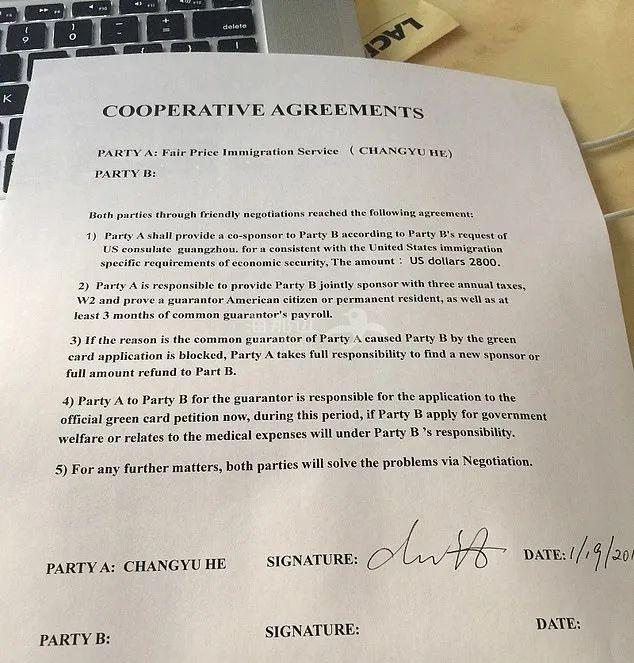 delete
K
LACI
COOPERATIVE AGREEMENTS
PARTY A: Fair Price Immigration Service ( CHANGYU HE)
PARTY B:
Both parties through friendly negotiations reached the following agreement:
1) Party A shall provide a co-sponsor to Party B according to Party B's request of
US consulate guangzhou. for a consistent with the United States immigration
specific requirements of economic security, The amount : US dollars 2800.
2) Party A is responsible to provide Party B jointly sponsor with three annual taxes,
W2 and prove a guarantor American citizen or permanent resident, as well as at
least 3 months of common guarantor's payroll.
3) If the reason is the common guarantor of Party A caused Party B by the green
card application is blocked, Party A takes full responsibility to find a new sponsor or
full amount refund to Part B.
4) Party A to Party B for the guarantor is responsible for the application to the
official green card petition now, during this period, if Party B apply for government
welfare or relates to the medical expenses will under Party B 's responsibility.
5) For any further matters, both parties will solve the problems via Negotiation.
PARTY A: CHANGYU HE SIGNATURE: DATE: 1/19/201
PARTY B: SIGNATURE: DATE: